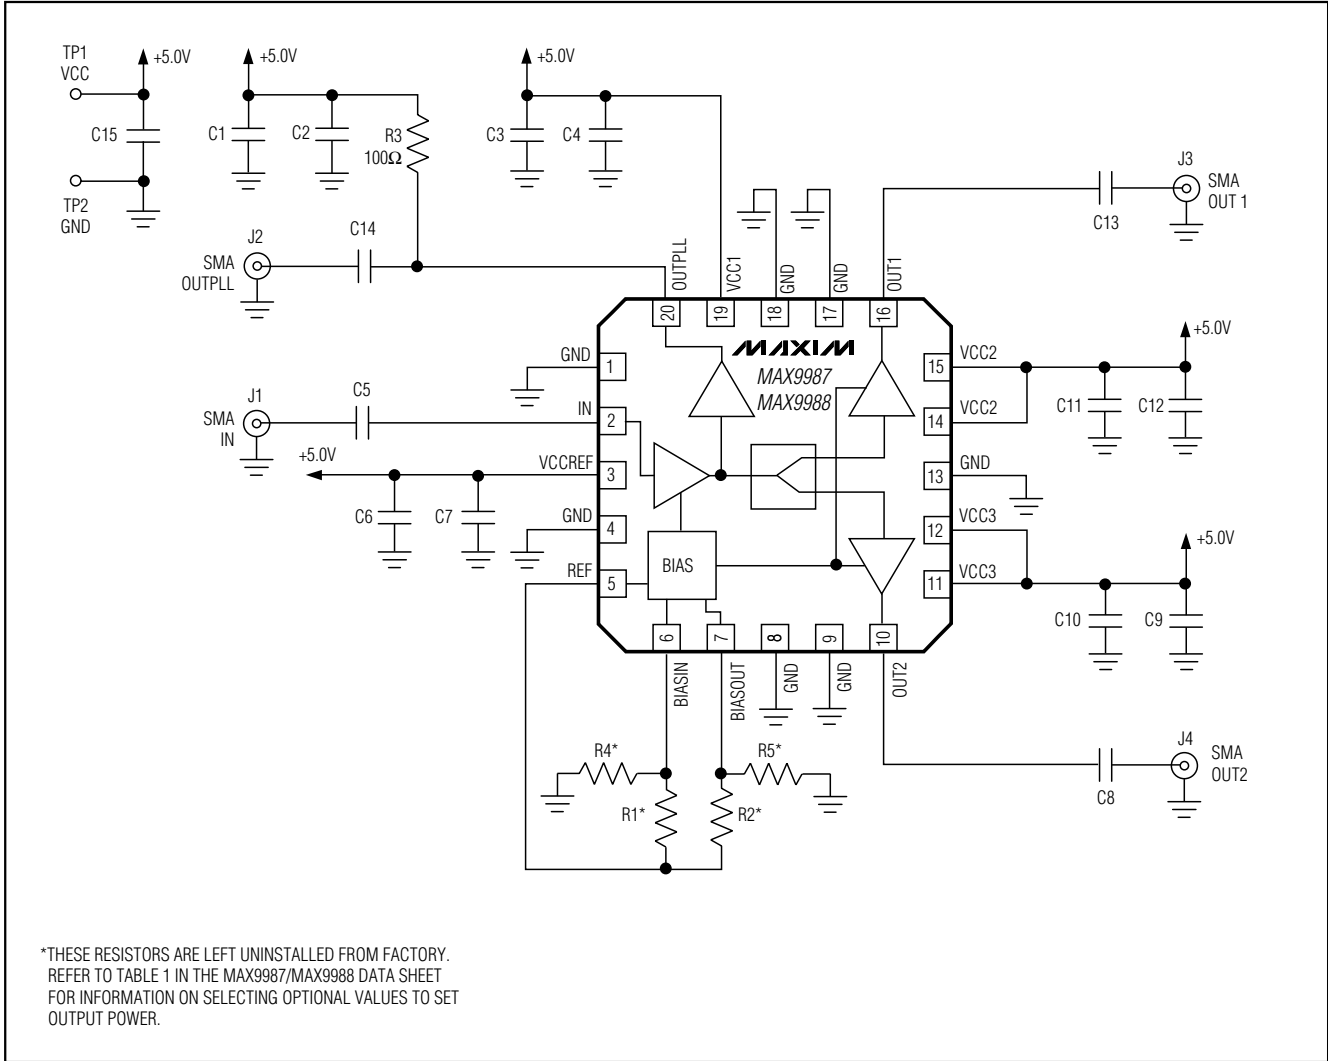 TP1
VCC
+5.0V
+5.0V
+5.0V
C15
C1
C2
R3
100Ω
C3
C4
TP2
GND
J3
SMA
OUT 1
C13
J2
SMA
OUTPLL
C14
OUTPLL
VCC1
GND
GND
OUT1
20
19
18
17
16
MAXIM
MAX9987
MAX9988
GND
1
J1
SMA
IN
C5
IN
2
+5.0V
VCCREF
3
C6
C7
GND
4
REF
5
BIAS
15
VCC2
+5.0V
14
VCC2
C11
C12
13
GND
12
VCC3
+5.0V
11
VCC3
C10
C9
6
7
8
9
10
BIASIN
BIASOUT
GND
GND
OUT2
R4*
R5*
R1*
R2*
J4
SMA
OUT2
C8
*THESE RESISTORS ARE LEFT UNINSTALLED FROM FACTORY.
REFER TO TABLE 1 IN THE MAX9987/MAX9988 DATA SHEET
FOR INFORMATION ON SELECTING OPTIONAL VALUES TO SET
OUTPUT POWER.